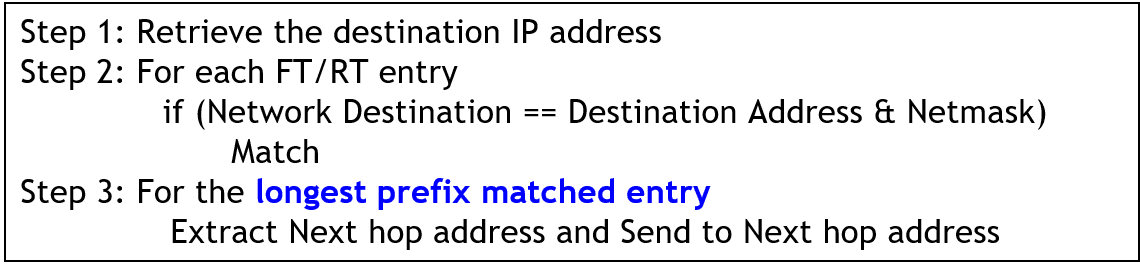 Step 1: Retrieve the destination IP address
Step 2: For each FT/RT entry
if (Network Destination == Destination Address & Netmask)
Match
Step 3: For the longest prefix matched entry
Extract Next hop address and Send to Next hop address